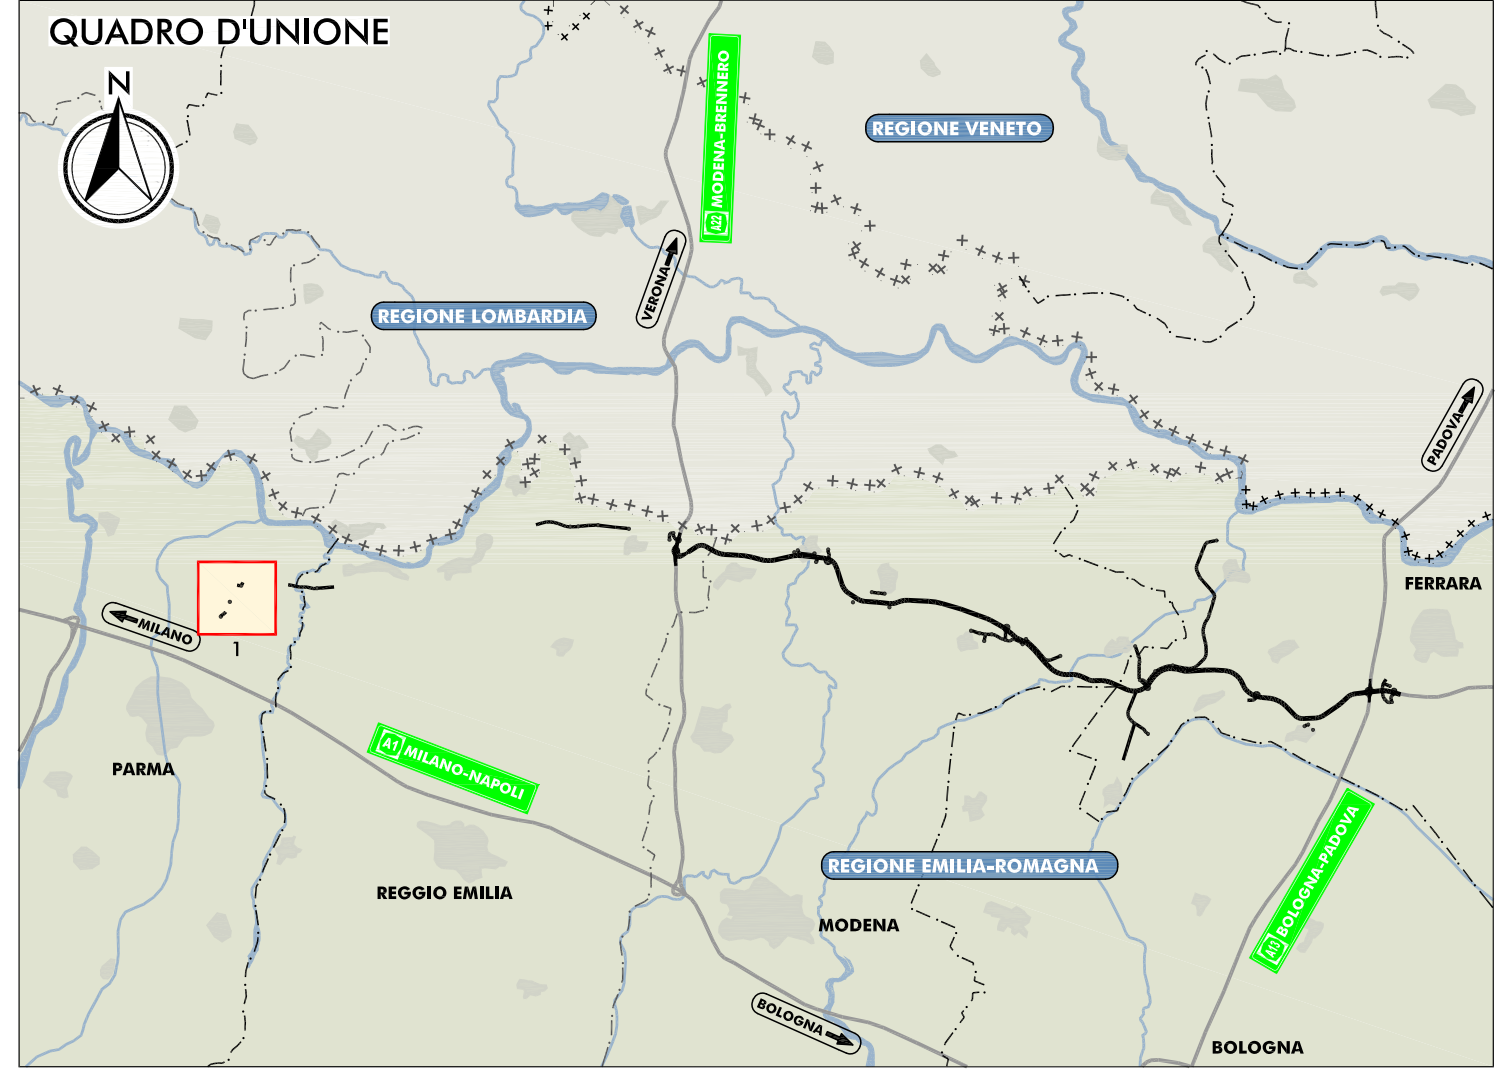 QUADRO D'UNIONE
N
A22 MODENA-BRENNERO
REGIONE VENETO
VERONA
REGIONE LOMBARDIA
PADOVA
FERRARA
MILANO
1
PARMA
A1 MILANO-NAPOLI
REGGIO EMILIA
REGIONE EMILIA-ROMAGNA
A13 BOLOGNA-PADOVA
MODENA
BOLOGNA
BOLOGNA